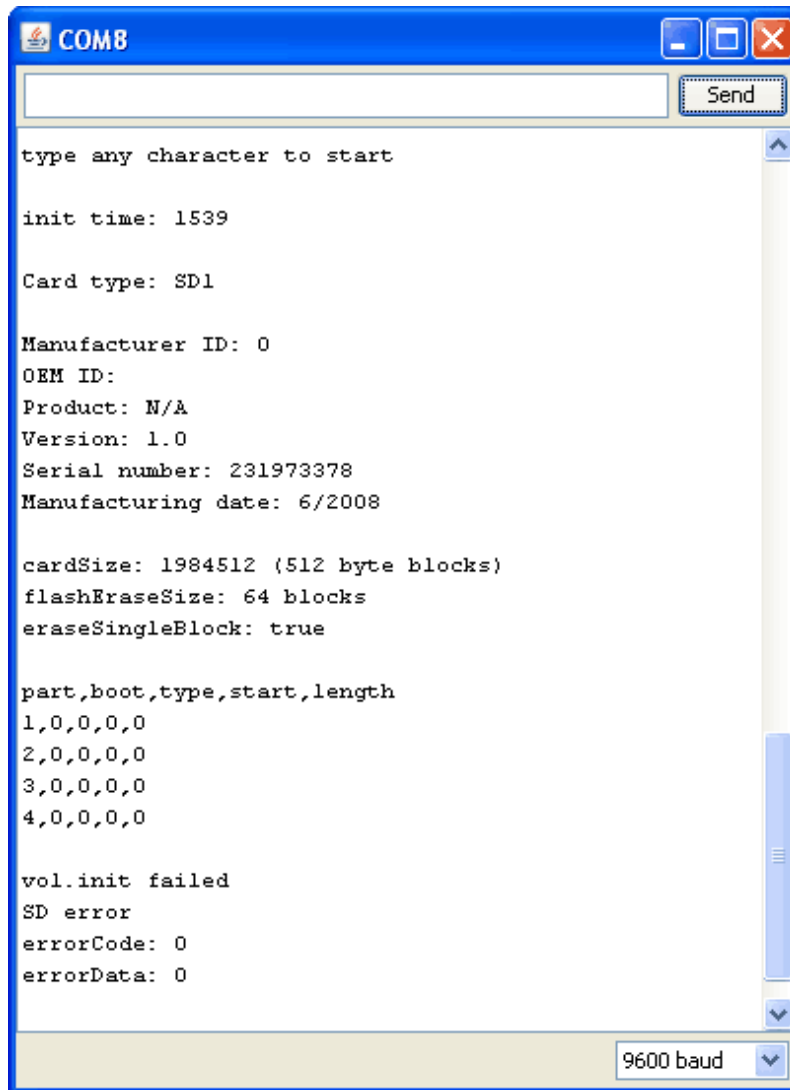 COM8
Send
type any character to start
init time: 1539
Card type: SD1
Manufacturer ID: 0
OEM ID:
Product: N/A
Version: 1.0
Serial number: 231973378
Manufacturing date: 6/2008
cardSize: 1984512 (512 byte blocks)
flashEraseSize: 64 blocks
eraseSingleBlock: true
part,boot,type,start,length
1,0,0,0,0
2,0,0,0,0
3,0,0,0,0
4,0,0,0,0
vol.init failed
SD error
errorCode: 0
errorData: 0
9600 baud